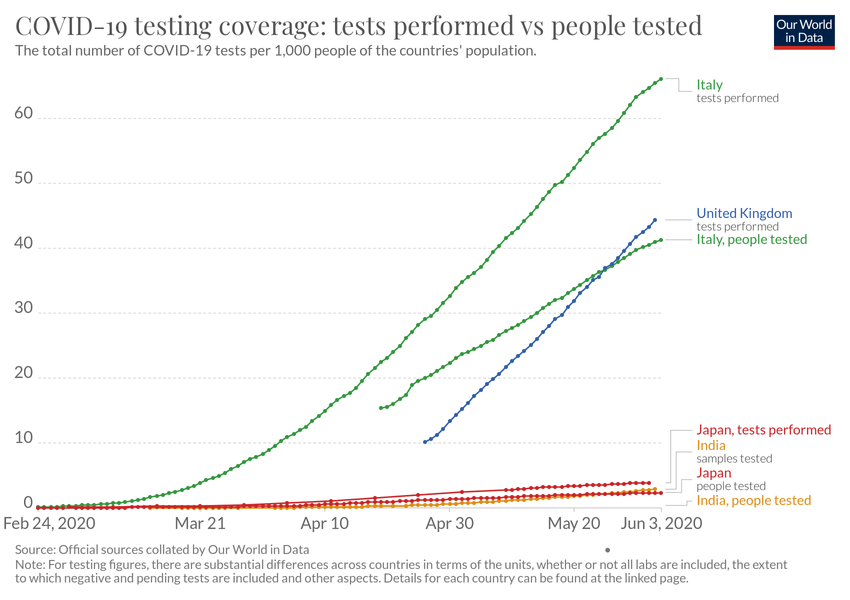 COVID-19 testing coverage: tests performed vs people tested
Our World
in Data
The total number of COVID-19 tests per 1,000 people of the countries' population.
60
50
40
30
20
10
0
Italy
tests performed
United Kingdom
tests performed
Italy, people tested
Japan, tests performed
India
samples tested
Japan
people tested
India, people tested
Feb 24, 2020
Mar 21
Apr 10
Apr 30
May 20
Jun 3, 2020
Source: Official sources collated by Our World in Data
Note: For testing figures, there are substantial differences across countries in terms of the units, whether or not all labs are included, the extent
to which negative and pending tests are included and other aspects. Details for each country can be found at the linked page.